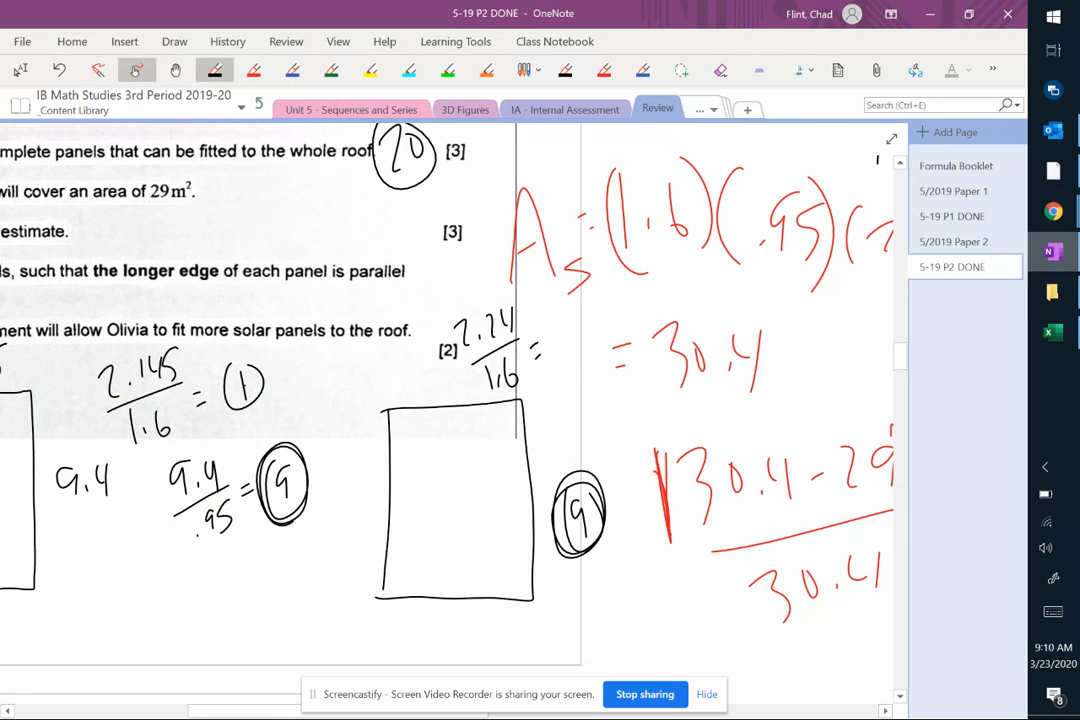 5-19 P2 DONE - OneNote
Flint, Chad
File Home Insert Draw History Review View Help Learning Tools Class Notebook
IB Math Studies 3rd Period 2019-20
_Content Library
Unit 5 - Sequences and Series
3D Figures
IA - Internal Assessment
Review
...
Search (Ctrl+E)
Add Page
Formula Booklet
5/2019 Paper 1
5-19 P1 DONE
5/2019 Paper 2
5-19 P2 DONE
mplete panels that can be fitted to the whole roof. 20 [3]
will cover an area of 29 m².
estimate. [3]
ls, such that the longer edge of each panel is parallel
ment will allow Olivia to fit more solar panels to the roof.
[2]
2.145/1.6 = 1
9.4
9.4/.95 = 9
2.24/1.6 =
9
As = (1.6)(.95)(
= 30.4
30.4 - 29
30.4
Screencastify - Screen Video Recorder is sharing your screen.
Stop sharing
Hide
9:10 AM
3/23/2020
8